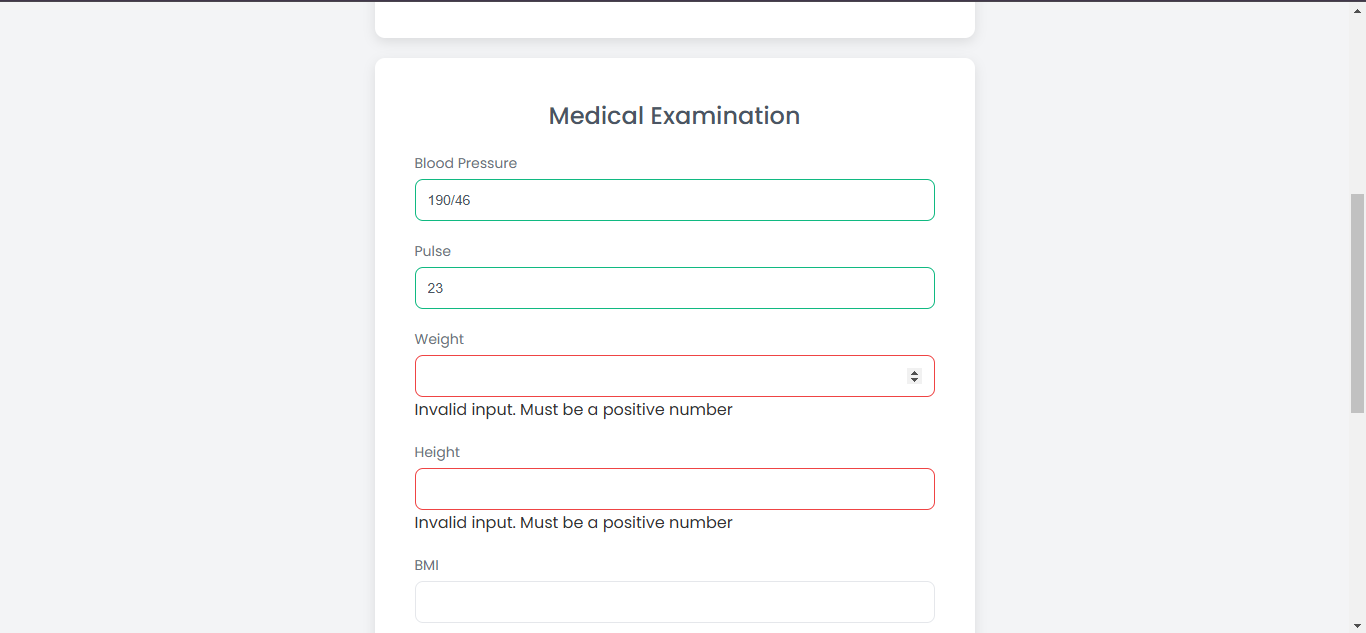 Medical Examination
Blood Pressure
190/46
Pulse
23
Weight
Invalid input. Must be a positive number
Height
Invalid input. Must be a positive number
BMI